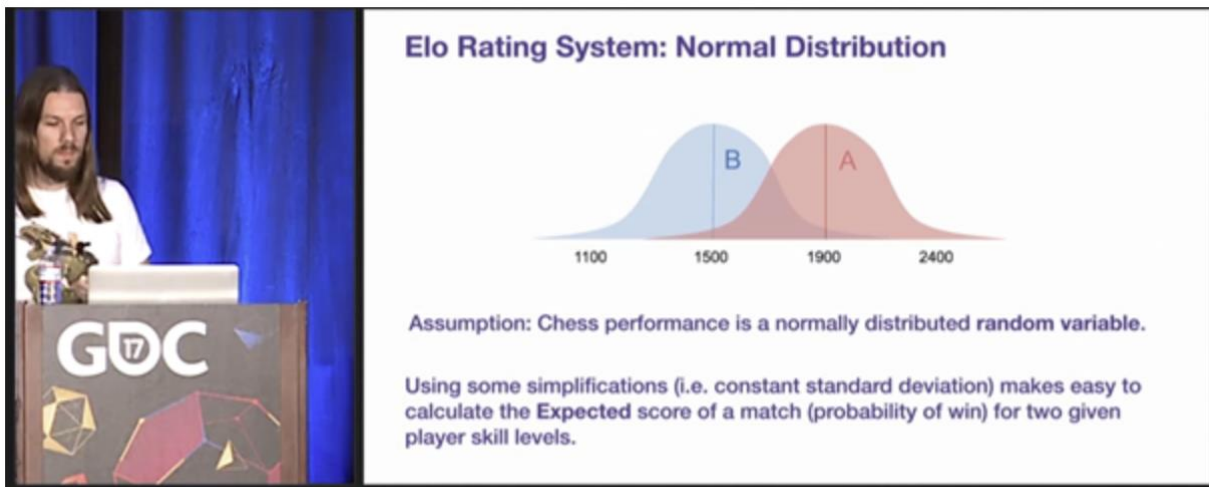 Elo Rating System: Normal Distribution
B
A
1100
1500
1900
2400
Assumption: Chess performance is a normally distributed random variable.
Using some simplifications (i.e. constant standard deviation) makes easy to
calculate the Expected score of a match (probability of win) for two given
player skill levels.
GDC
17